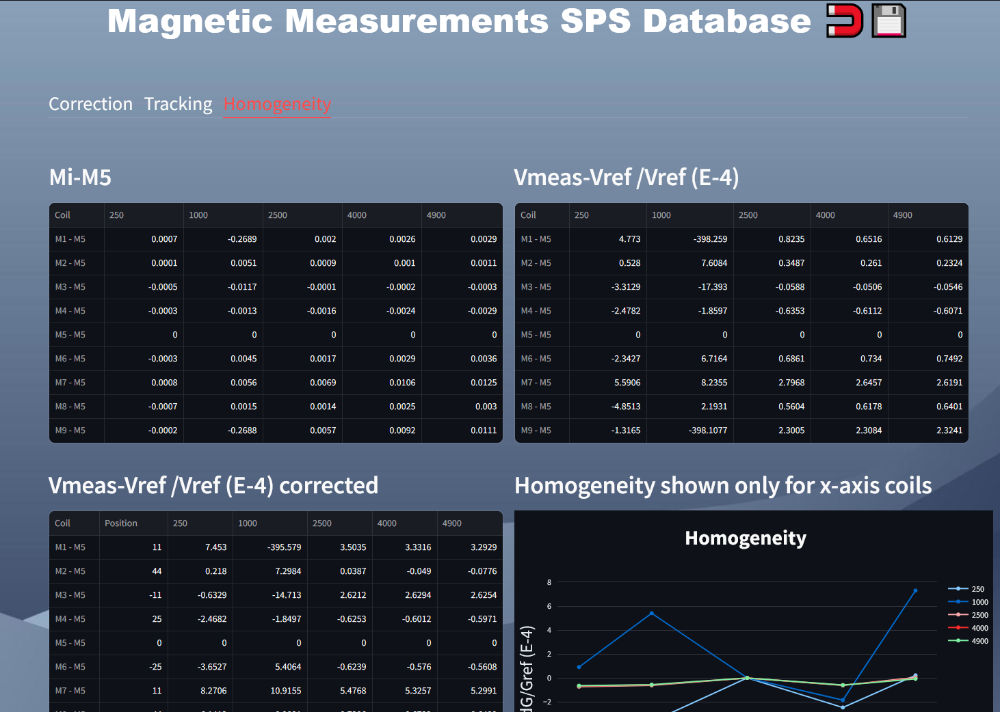 Magnetic Measurements SPS Database
Correction Tracking Homogeneity
Mi-M5
Coil 250 1000 2500 4000 4900
M1 - M5 0.0007 -0.2689 0.002 0.0026 0.0029
M2 - M5 0.0001 0.0051 0.0009 0.001 0.0011
M3 - M5 -0.0005 -0.0117 -0.0001 -0.0002 -0.0003
M4 - M5 -0.0003 -0.0013 -0.0016 -0.0024 -0.0029
M5 - M5 0 0 0 0 0
M6 - M5 -0.0003 0.0045 0.0017 0.0029 0.0036
M7 - M5 0.0008 0.0056 0.0069 0.0106 0.0125
M8 - M5 -0.0007 0.0015 0.0014 0.0025 0.003
M9 - M5 -0.0002 -0.2688 0.0057 0.0092 0.0111
Vmeas-Vref /Vref (E-4)
Coil 250 1000 2500 4000 4900
M1 - M5 4.773 -398.259 0.8235 0.6516 0.6129
M2 - M5 0.528 7.6084 0.3487 0.261 0.2324
M3 - M5 -3.3129 -17.393 -0.0588 -0.0506 -0.0546
M4 - M5 -2.4782 -1.8597 -0.6353 -0.6112 -0.6071
M5 - M5 0 0 0 0 0
M6 - M5 -2.3427 6.7164 0.6861 0.734 0.7492
M7 - M5 5.5906 8.2355 2.7968 2.6457 2.6191
M8 - M5 -4.8513 2.1931 0.5604 0.6178 0.6401
M9 - M5 -1.3165 -398.1077 2.3005 2.3084 2.3241
Vmeas-Vref /Vref (E-4) corrected
Coil Position 250 1000 2500 4000 4900
M1 - M5 11 7.453 -395.579 3.5035 3.3316 3.2929
M2 - M5 44 0.218 7.2984 0.0387 -0.049 -0.0776
M3 - M5 -11 -0.6329 -14.713 2.6212 2.6294 2.6254
M4 - M5 25 -2.4682 -1.8497 -0.6253 -0.6012 -0.5971
M5 - M5 0 0 0 0 0 0
M6 - M5 -25 -3.6527 5.4064 -0.6239 -0.576 -0.5608
M7 - M5 11 8.2706 10.9155 5.4768 5.3257 5.2991
Homogeneity shown only for x-axis coils
Homogeneity
8
6
4
2
0
−2
dG/Gref (E-4)
250
1000
2500
4000
4900